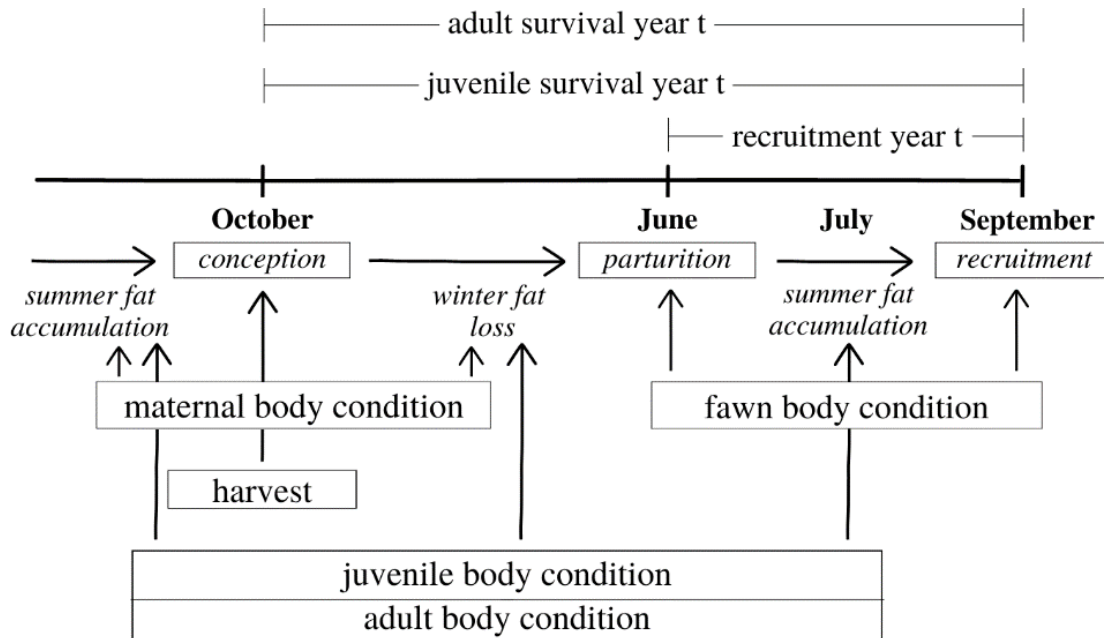 adult survival year t
juvenile survival year t
recruitment year t
October June July September
conception parturition recruitment
summer fat winter fat summer fat
accumulation loss accumulation
maternal body condition fawn body condition
harvest
juvenile body condition
adult body condition